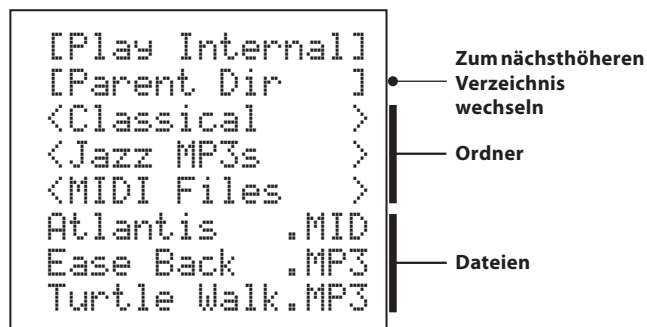 [Play Internal]
[Parent Dir    ]
<Classical     >
<Jazz MP3s     >
<MIDI Files    >
Atlantis   .MID
Ease Back  .MP3
Turtle Walk.MP3
Zum nächsthöheren
Verzeichnis
wechseln
Ordner
Dateien